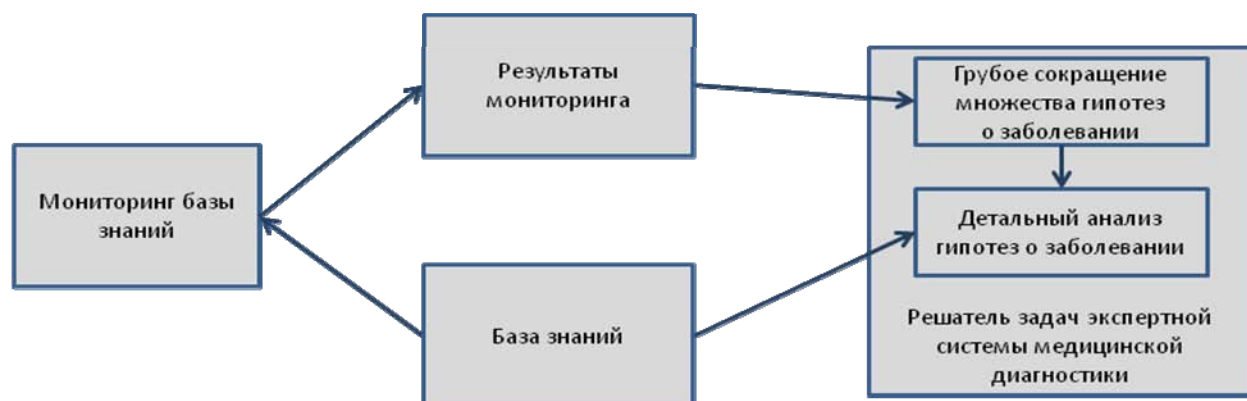 Мониторинг базы
знаний
Результаты
мониторинга
База знаний
Грубое сокращение
множества гипотез
о заболевании
Детальный анализ
гипотез о заболевании
Решатель задач экспертной
системы медицинской
диагностики